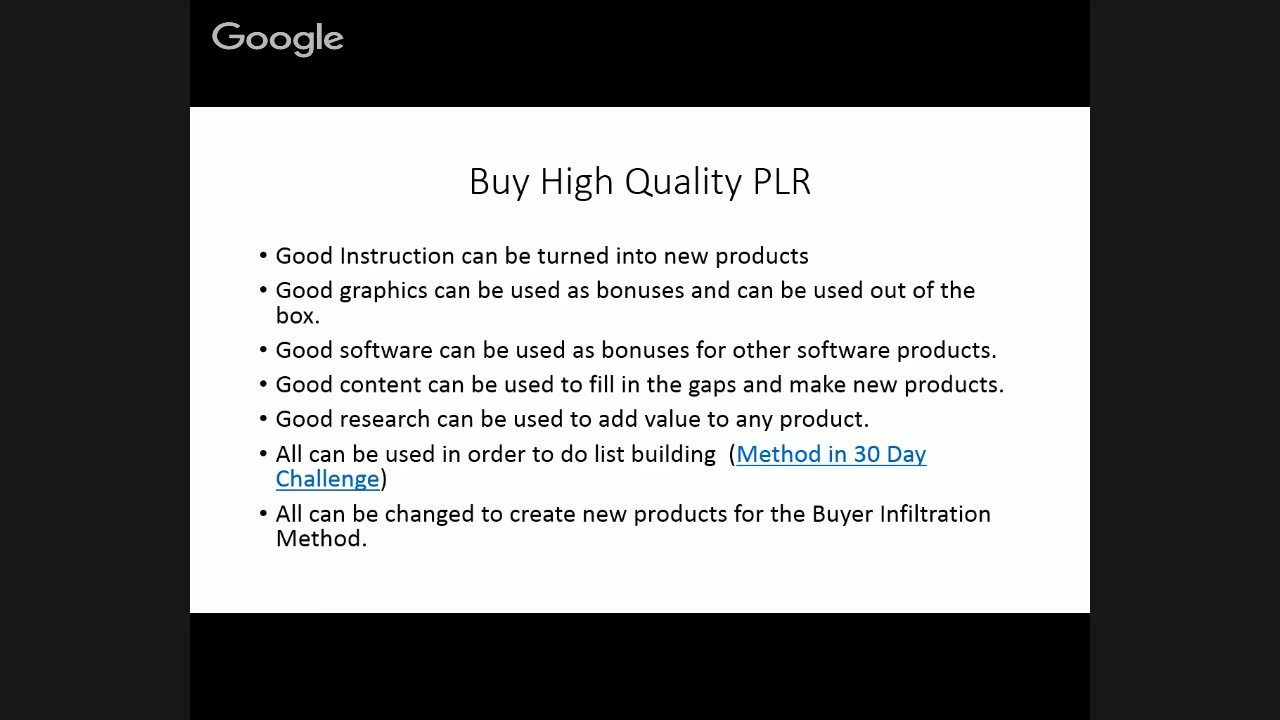 Google
Buy High Quality PLR
• Good Instruction can be turned into new products
• Good graphics can be used as bonuses and can be used out of the
box.
• Good software can be used as bonuses for other software products.
• Good content can be used to fill in the gaps and make new products.
• Good research can be used to add value to any product.
• All can be used in order to do list building  (Method in 30 Day
Challenge)
• All can be changed to create new products for the Buyer Infiltration
Method.